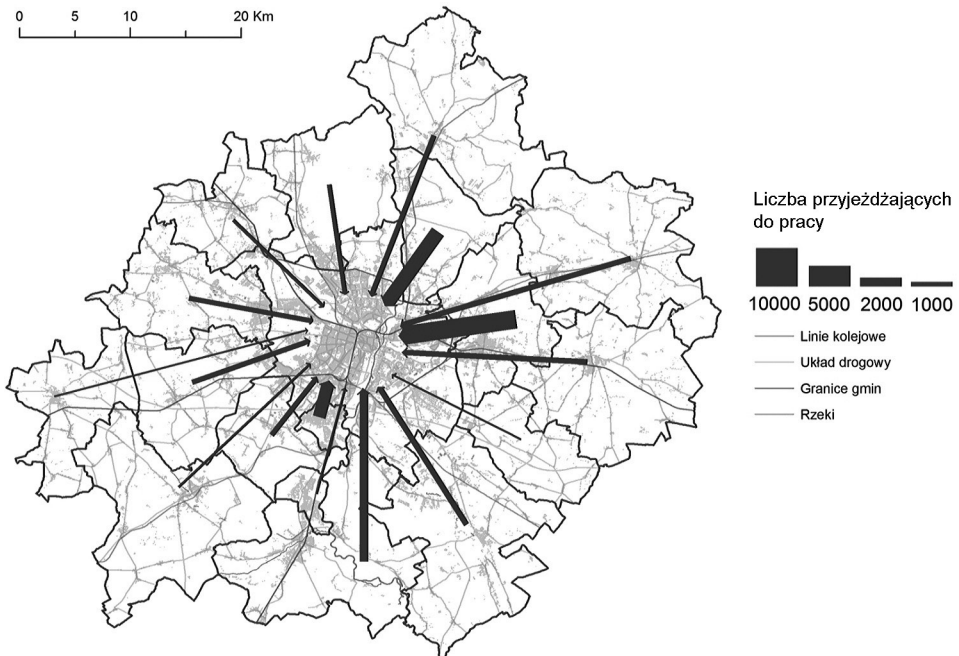 0 5 10 20 Km
Liczba przyjeżdżających
do pracy
10000 5000 2000 1000
Linie kolejowe
Układ drogowy
Granice gmin
Rzeki